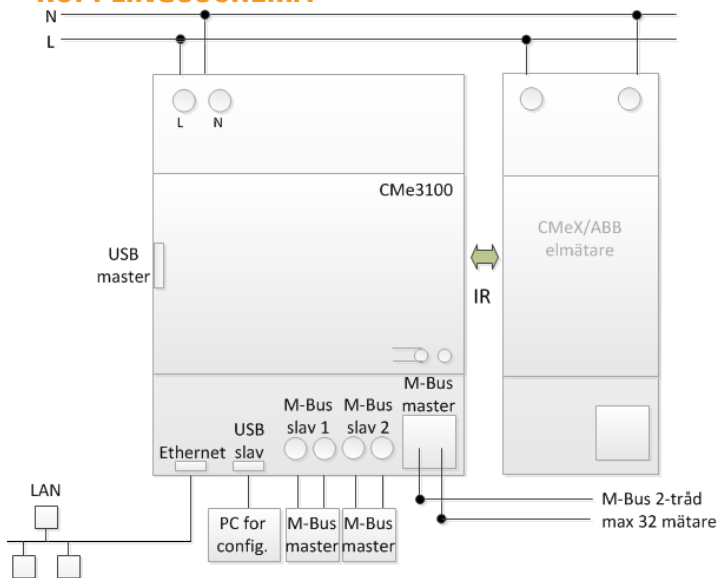 KOPPLINGSSCHEMA
N
L
L N
CMe3100
CMeX/ABB
elmätare
USB
master
IR
M-Bus
master
M-Bus
slav 1
M-Bus
slav 2
USB
slav
Ethernet
LAN
PC for
config.
M-Bus
master
M-Bus
master
M-Bus 2-tråd
max 32 mätare